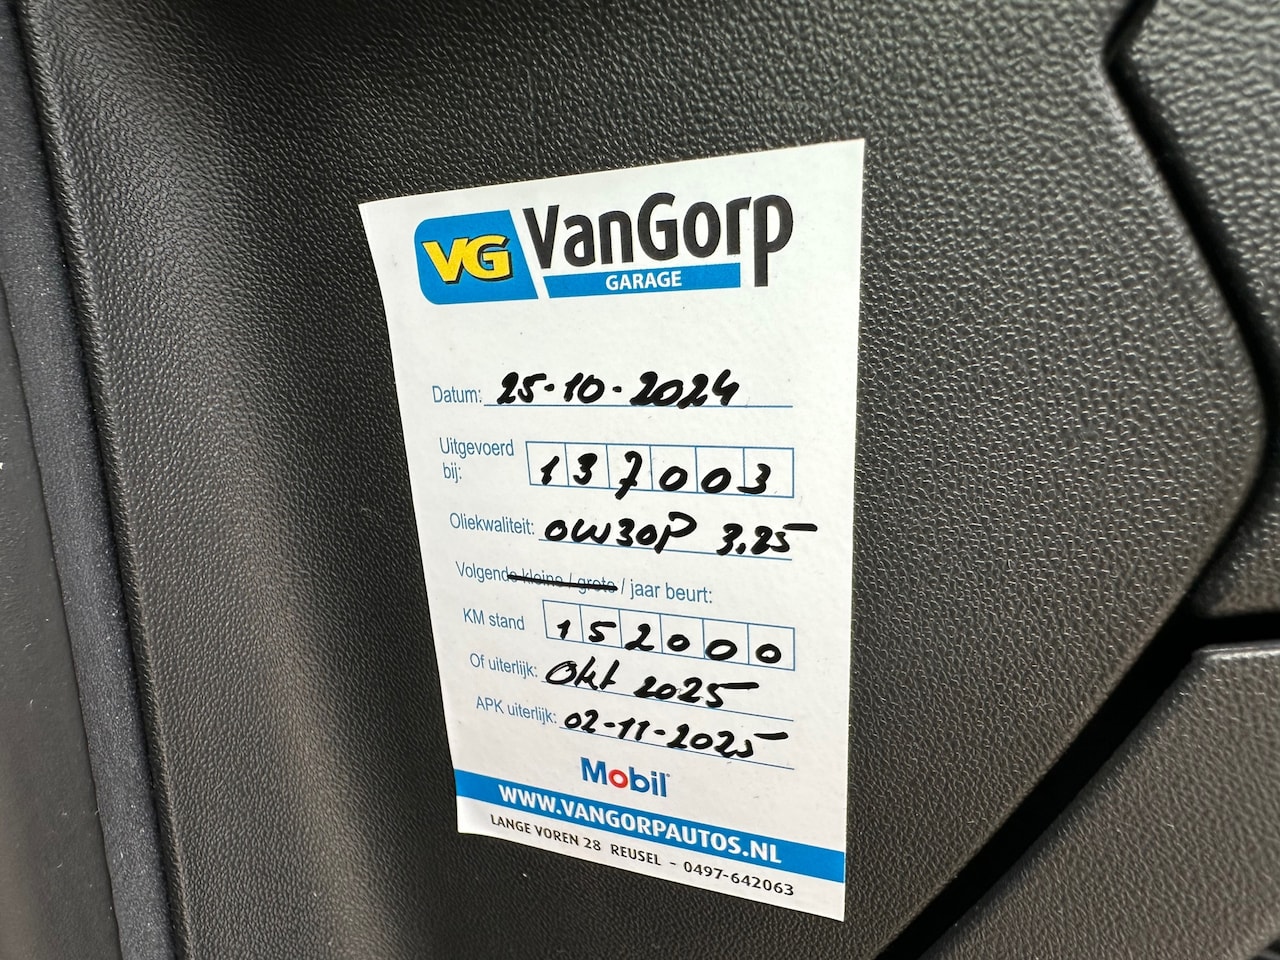 VG VanGorp
GARAGE
Datum: 25-10-2024
Uitgevoerd
bij: 137003
Oliekwaliteit: 0W30P 3,25
Volgende kleine / grote / jaar beurt:
KM stand 152000
Of uiterlijk: Okt 2025
APK uiterlijk: 02-11-2025
Mobil
WWW.VANGORPAUTOS.NL
LANGE VOREN 28 REUSEL - 0497-642063